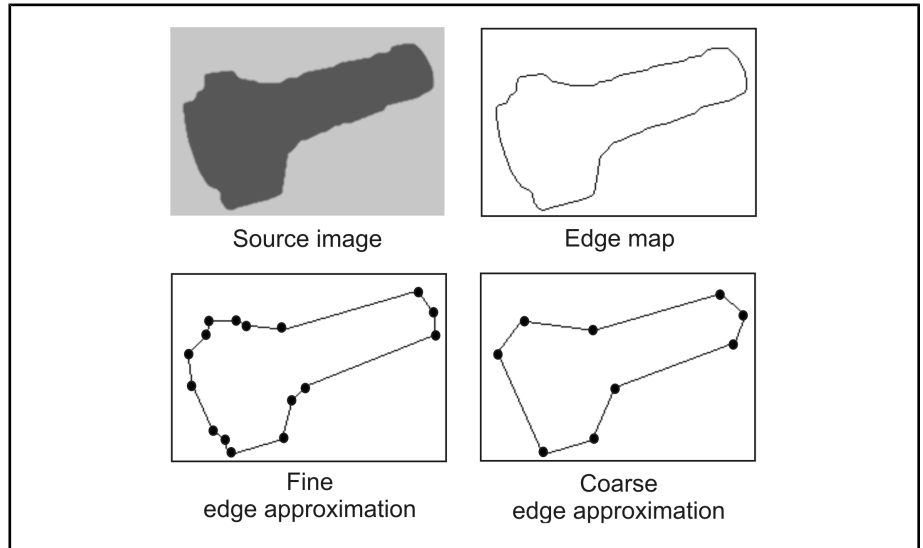 Source image
Edge map
Fine
edge approximation
Coarse
edge approximation